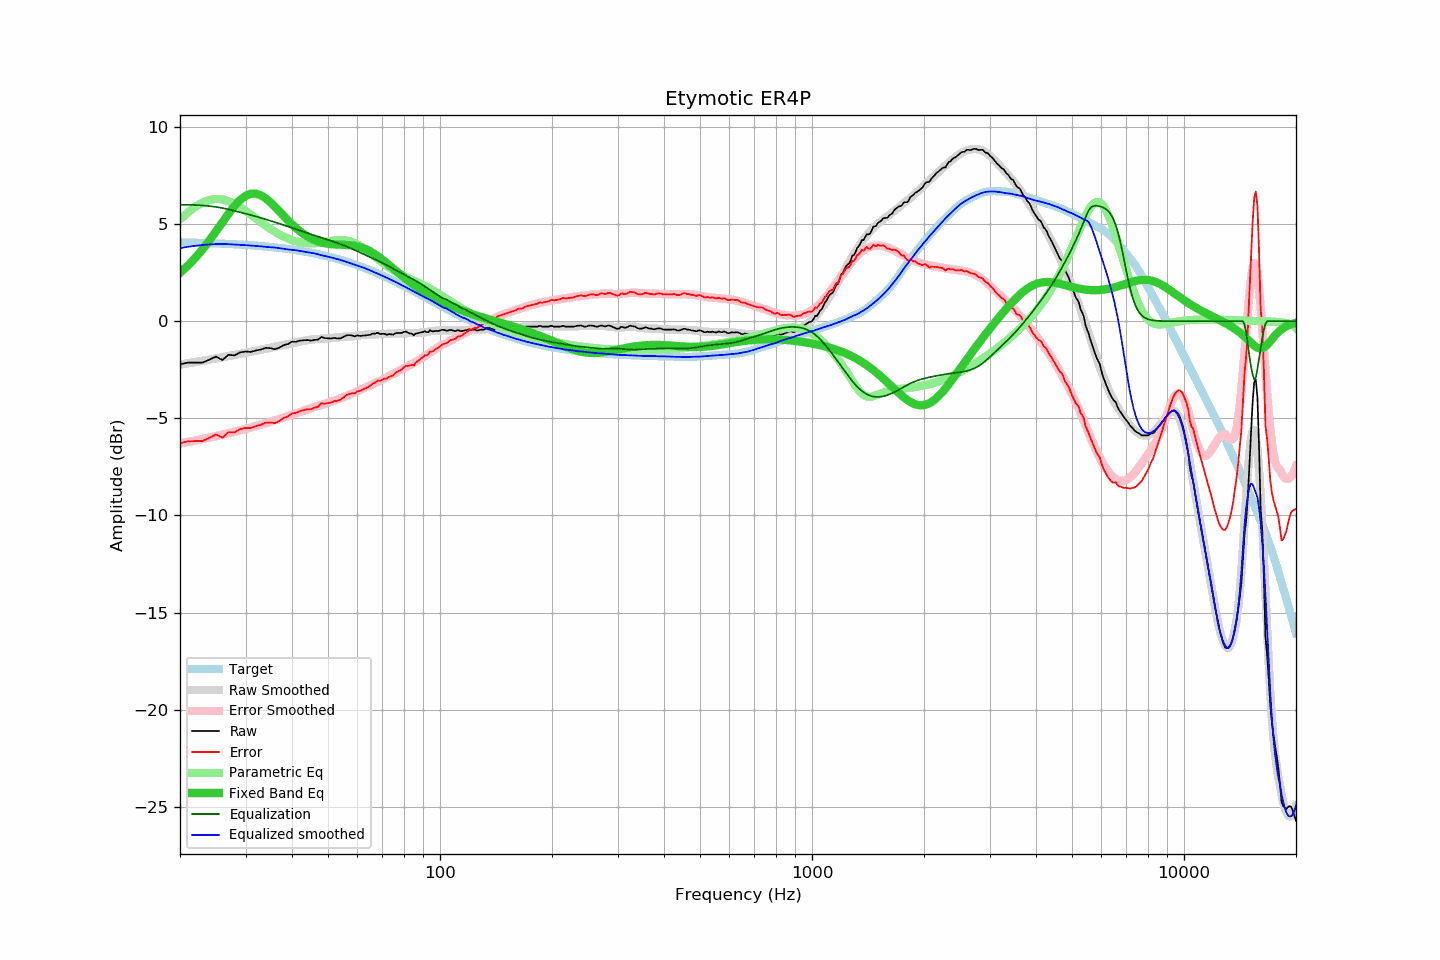 Etymotic ER4P
10
5
0
−5
−10
−15
−20
−25
Amplitude (dBr)
Target
Raw Smoothed
Error Smoothed
Raw
Error
Parametric Eq
Fixed Band Eq
Equalization
Equalized smoothed
100 1000 10000
Frequency (Hz)